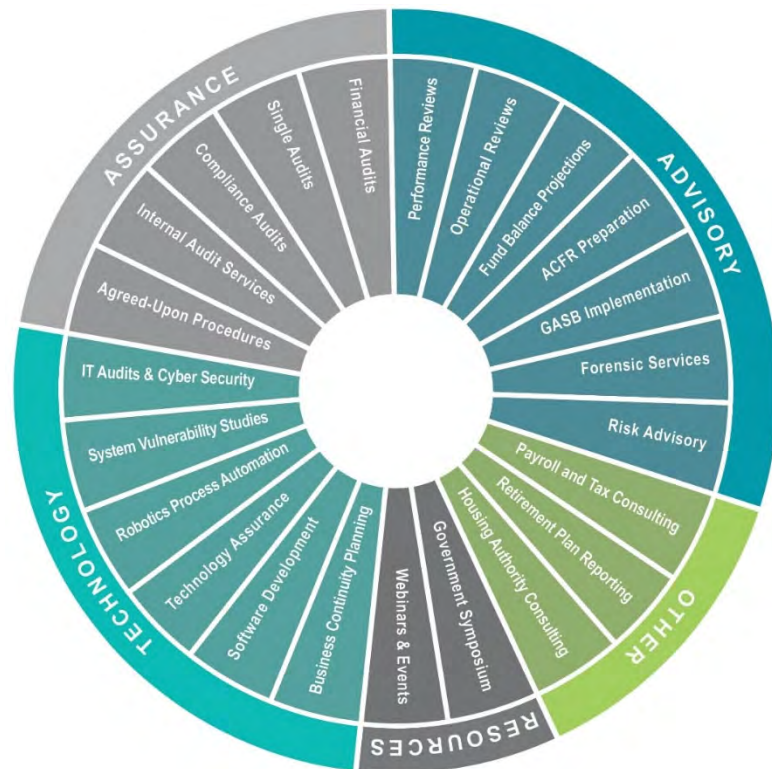 ASSURANCE
Financial Audits
Single Audits
Compliance Audits
Internal Audit Services
Agreed-Upon Procedures
ADVISORY
Performance Reviews
Operational Reviews
Fund Balance Projections
ACFR Preparation
GASB Implementation
Forensic Services
Risk Advisory
OTHER
Payroll and Tax Consulting
Retirement Plan Reporting
Housing Authority Consulting
RESOURCES
Government Symposium
Webinars & Events
TECHNOLOGY
Business Continuity Planning
Software Development
Technology Assurance
Robotics Process Automation
System Vulnerability Studies
IT Audits & Cyber Security